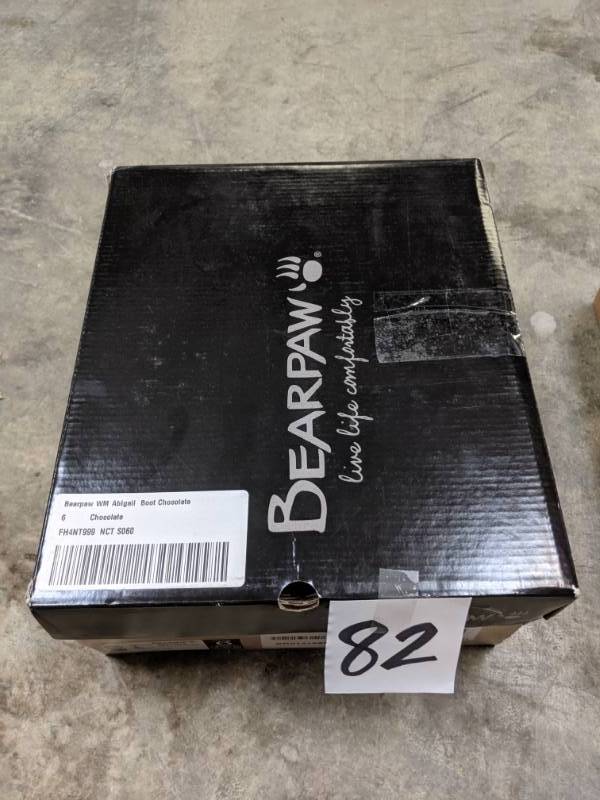 BEARPAW®
live life comfortably
Bearpaw WM Abigail Boot Chocolate
6 Chocolate
FH4NT999 NCT S060
82